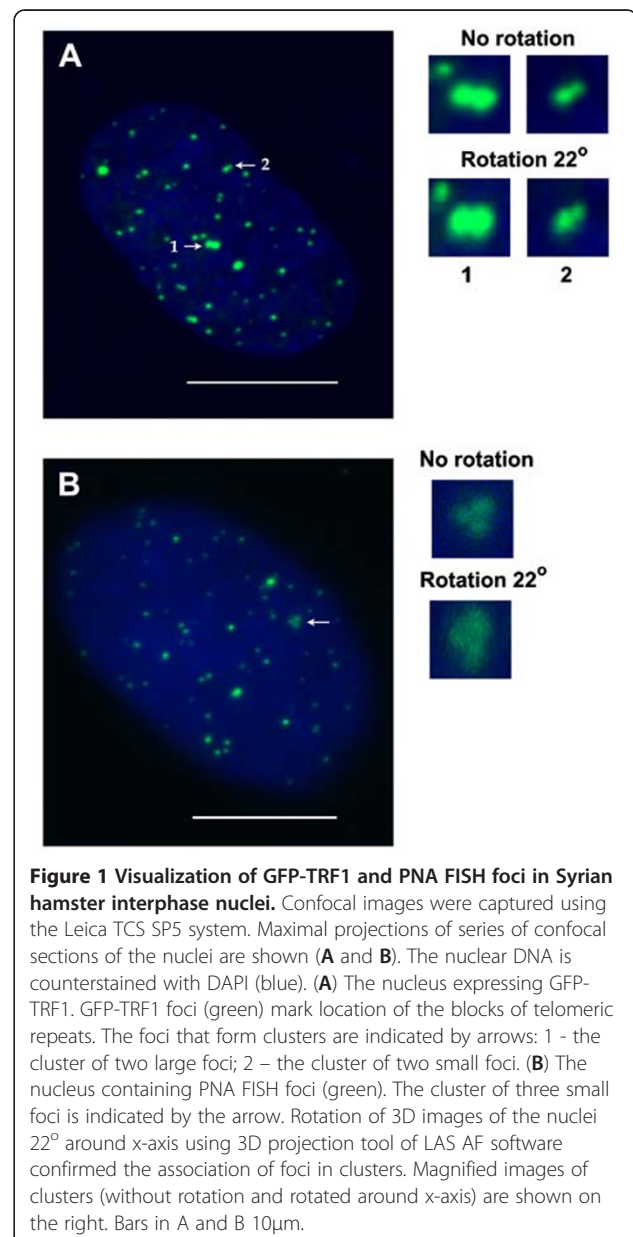 A
No rotation
2
1
Rotation 22°
1 2
B
No rotation
Rotation 22°
Figure 1 Visualization of GFP-TRF1 and PNA FISH foci in Syrian
hamster interphase nuclei. Confocal images were captured using
the Leica TCS SP5 system. Maximal projections of series of confocal
sections of the nuclei are shown (A and B). The nuclear DNA is
counterstained with DAPI (blue). (A) The nucleus expressing GFP-
TRF1. GFP-TRF1 foci (green) mark location of the blocks of telomeric
repeats. The foci that form clusters are indicated by arrows: 1 - the
cluster of two large foci; 2 – the cluster of two small foci. (B) The
nucleus containing PNA FISH foci (green). The cluster of three small
foci is indicated by the arrow. Rotation of 3D images of the nuclei
22° around x-axis using 3D projection tool of LAS AF software
confirmed the association of foci in clusters. Magnified images of
clusters (without rotation and rotated around x-axis) are shown on
the right. Bars in A and B 10μm.